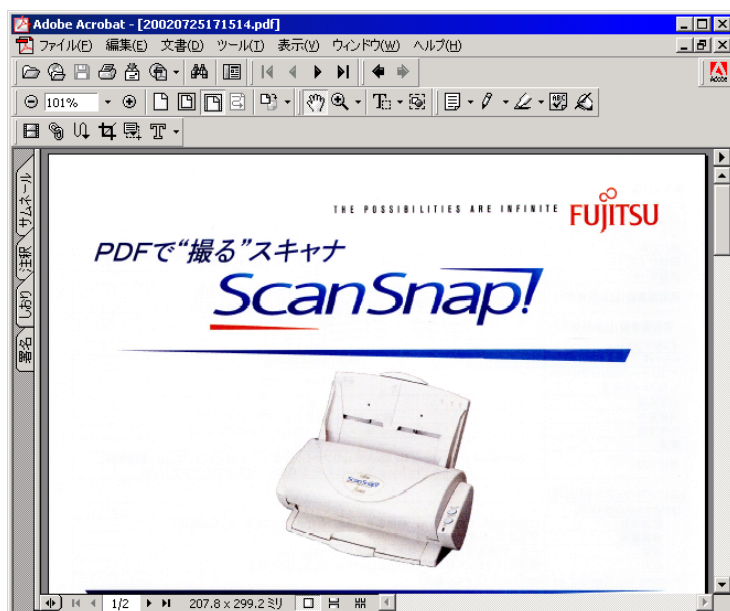 Adobe Acrobat - [20020725171514.pdf]
ファイル(F) 編集(E) 文書(D) ツール(T) 表示(V) ウィンドウ(W) ヘルプ(H)
Adobe
101%
サムネール
注釈
しおり
署名
THE POSSIBILITIES ARE INFINITE FUJITSU
PDFで“撮る”スキャナ
ScanSnap!
ScanSnap!
1/2 207.8 x 299.2 ミリ